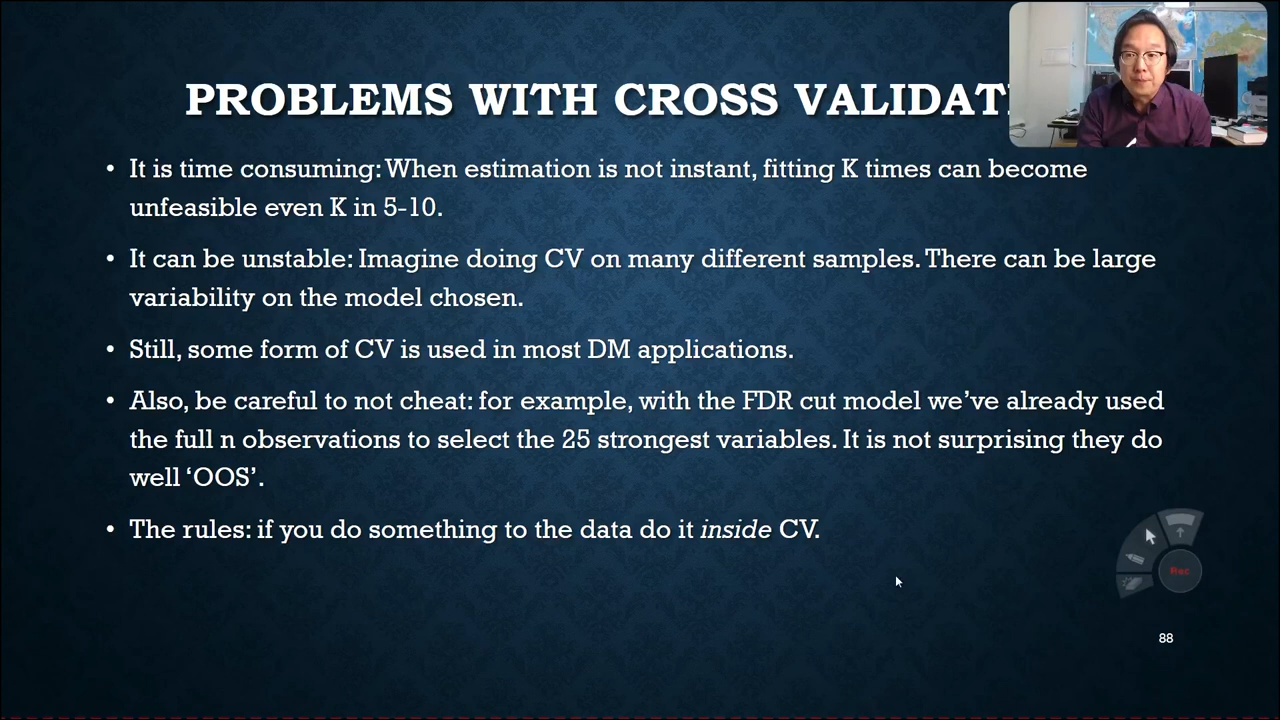 PROBLEMS WITH CROSS VALIDAT
• It is time consuming: When estimation is not instant, fitting K times can become
unfeasible even K in 5-10.
• It can be unstable: Imagine doing CV on many different samples. There can be large
variability on the model chosen.
• Still, some form of CV is used in most DM applications.
• Also, be careful to not cheat: for example, with the FDR cut model we’ve already used
the full n observations to select the 25 strongest variables. It is not surprising they do
well ‘OOS’.
• The rules: if you do something to the data do it inside CV.
Rec
88